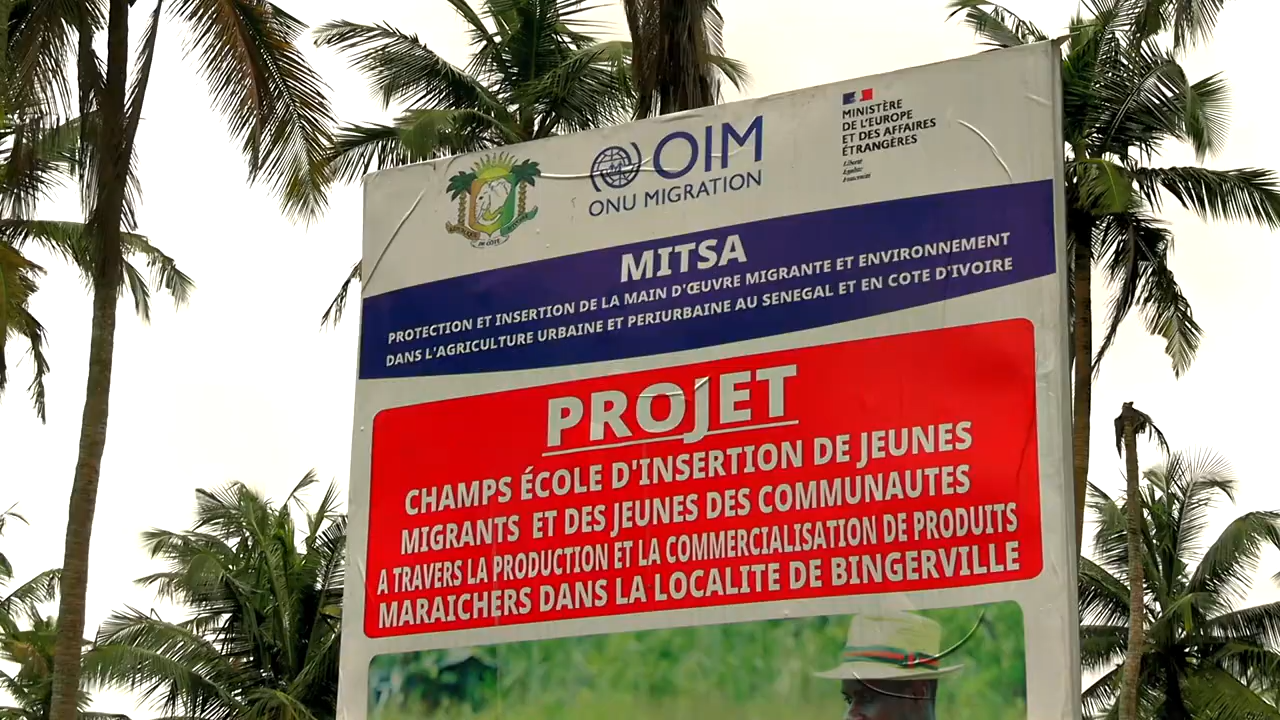 OIM
ONU MIGRATION
MINISTÈRE
DE L'EUROPE
ET DES AFFAIRES
ÉTRANGÈRES
Liberté
Égalité
Fraternité
MITSA
PROTECTION ET INSERTION DE LA MAIN D'ŒUVRE MIGRANTE ET ENVIRONNEMENT
DANS L'AGRICULTURE URBAINE ET PERIURBAINE AU SENEGAL ET EN COTE D'IVOIRE
PROJET
CHAMPS ÉCOLE D'INSERTION DE JEUNES
MIGRANTS ET DES JEUNES DES COMMUNAUTES
A TRAVERS LA PRODUCTION ET LA COMMERCIALISATION DE PRODUITS
MARAICHERS DANS LA LOCALITE DE BINGERVILLE